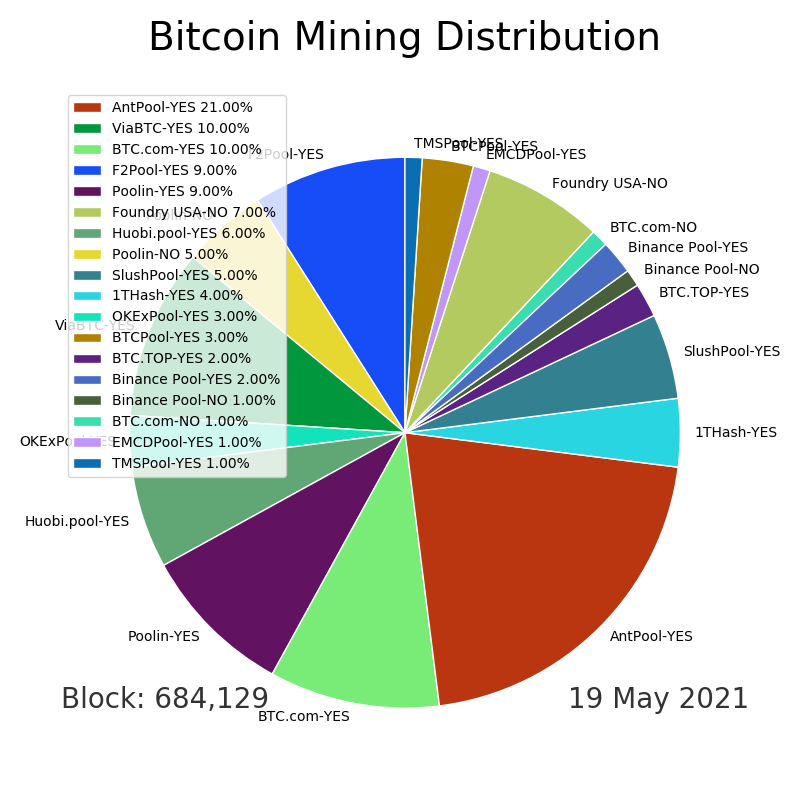 Bitcoin Mining Distribution
AntPool-YES 21.00%
ViaBTC-YES 10.00%
BTC.com-YES 10.00%
F2Pool-YES 9.00%
Poolin-YES 9.00%
Foundry USA-NO 7.00%
Huobi.pool-YES 6.00%
Poolin-NO 5.00%
SlushPool-YES 5.00%
1THash-YES 4.00%
OKExPool-YES 3.00%
BTCPool-YES 3.00%
BTC.TOP-YES 2.00%
Binance Pool-YES 2.00%
Binance Pool-NO 1.00%
BTC.com-NO 1.00%
EMCDPool-YES 1.00%
TMSPool-YES 1.00%
TMSPool-YES
BTCPool-YES
EMCDPool-YES
Foundry USA-NO
BTC.com-NO
Binance Pool-YES
Binance Pool-NO
BTC.TOP-YES
SlushPool-YES
1THash-YES
AntPool-YES
BTC.com-YES
Poolin-YES
Huobi.pool-YES
OKExPool-YES
ViaBTC-YES
Poolin-NO
F2Pool-YES
Block: 684,129
19 May 2021